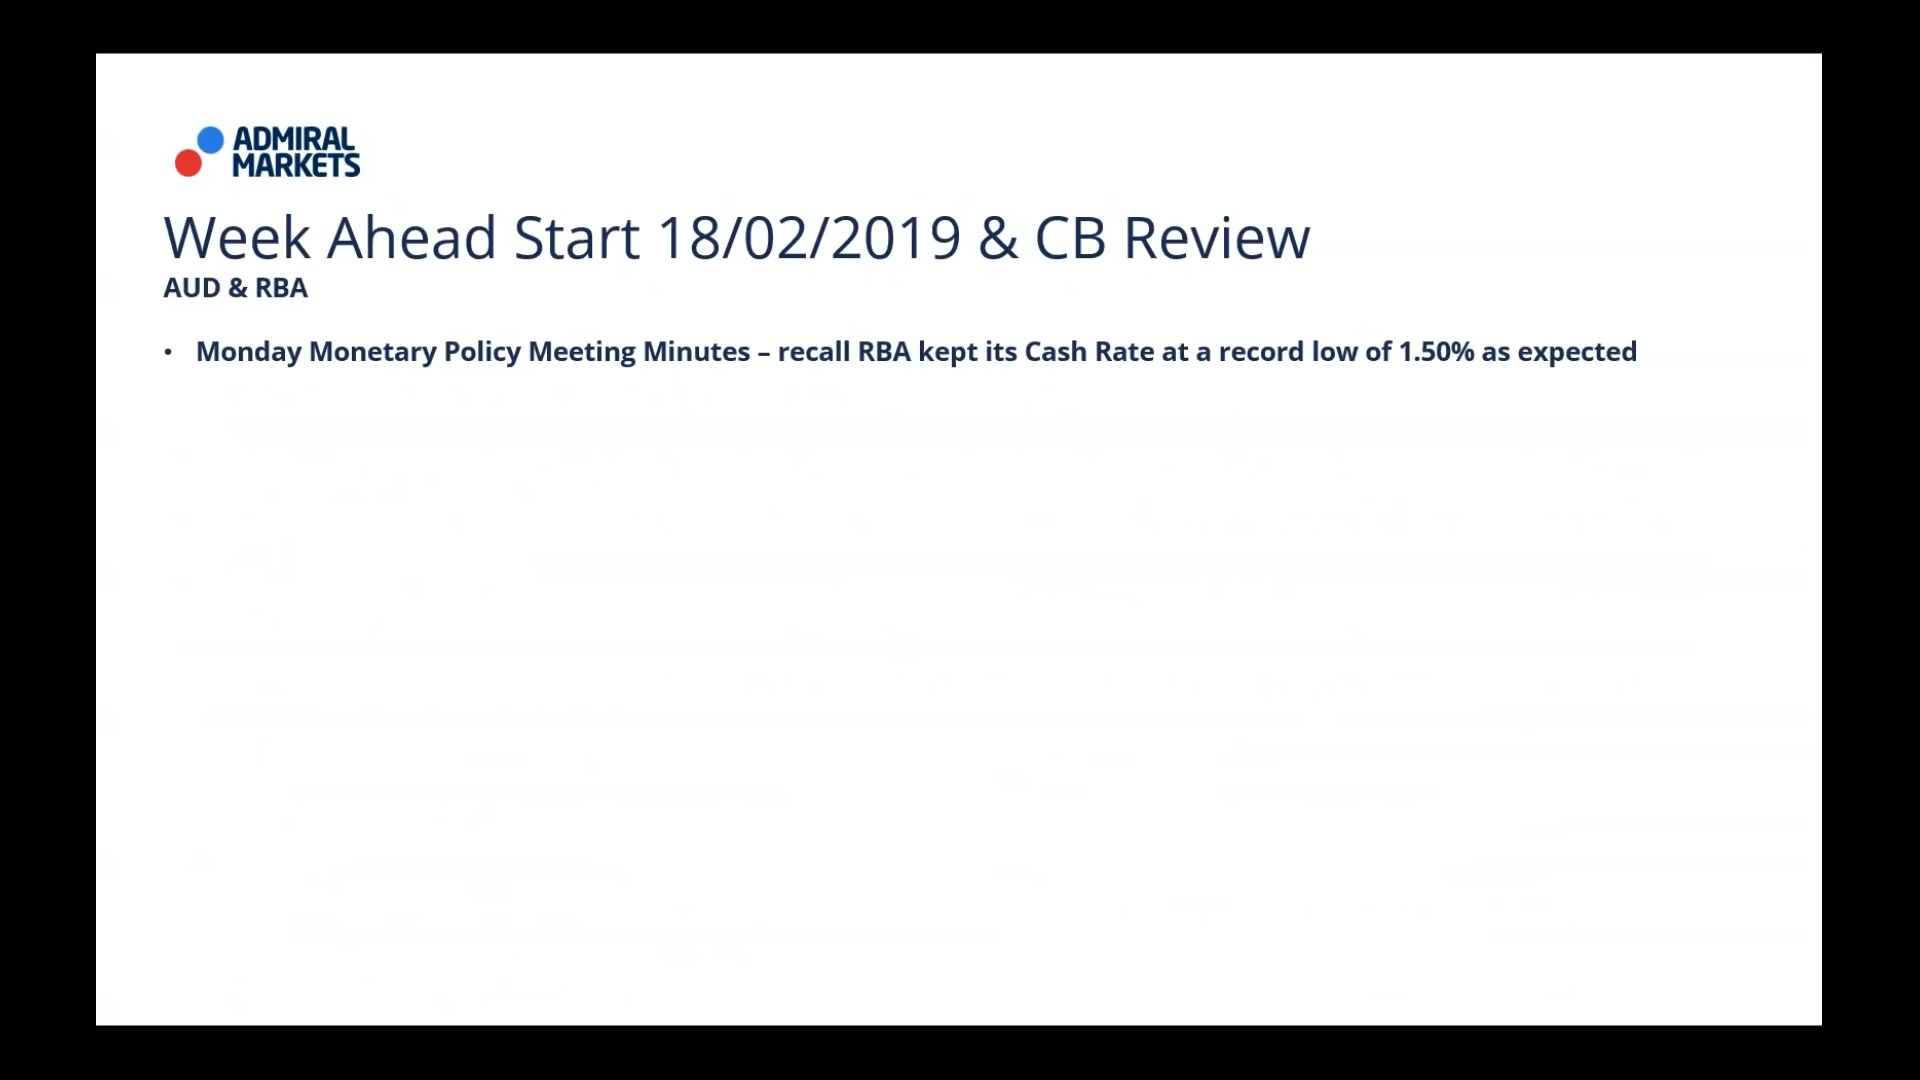 ADMIRAL
MARKETS
Week Ahead Start 18/02/2019 & CB Review
AUD & RBA
• Monday Monetary Policy Meeting Minutes – recall RBA kept its Cash Rate at a record low of 1.50% as expected